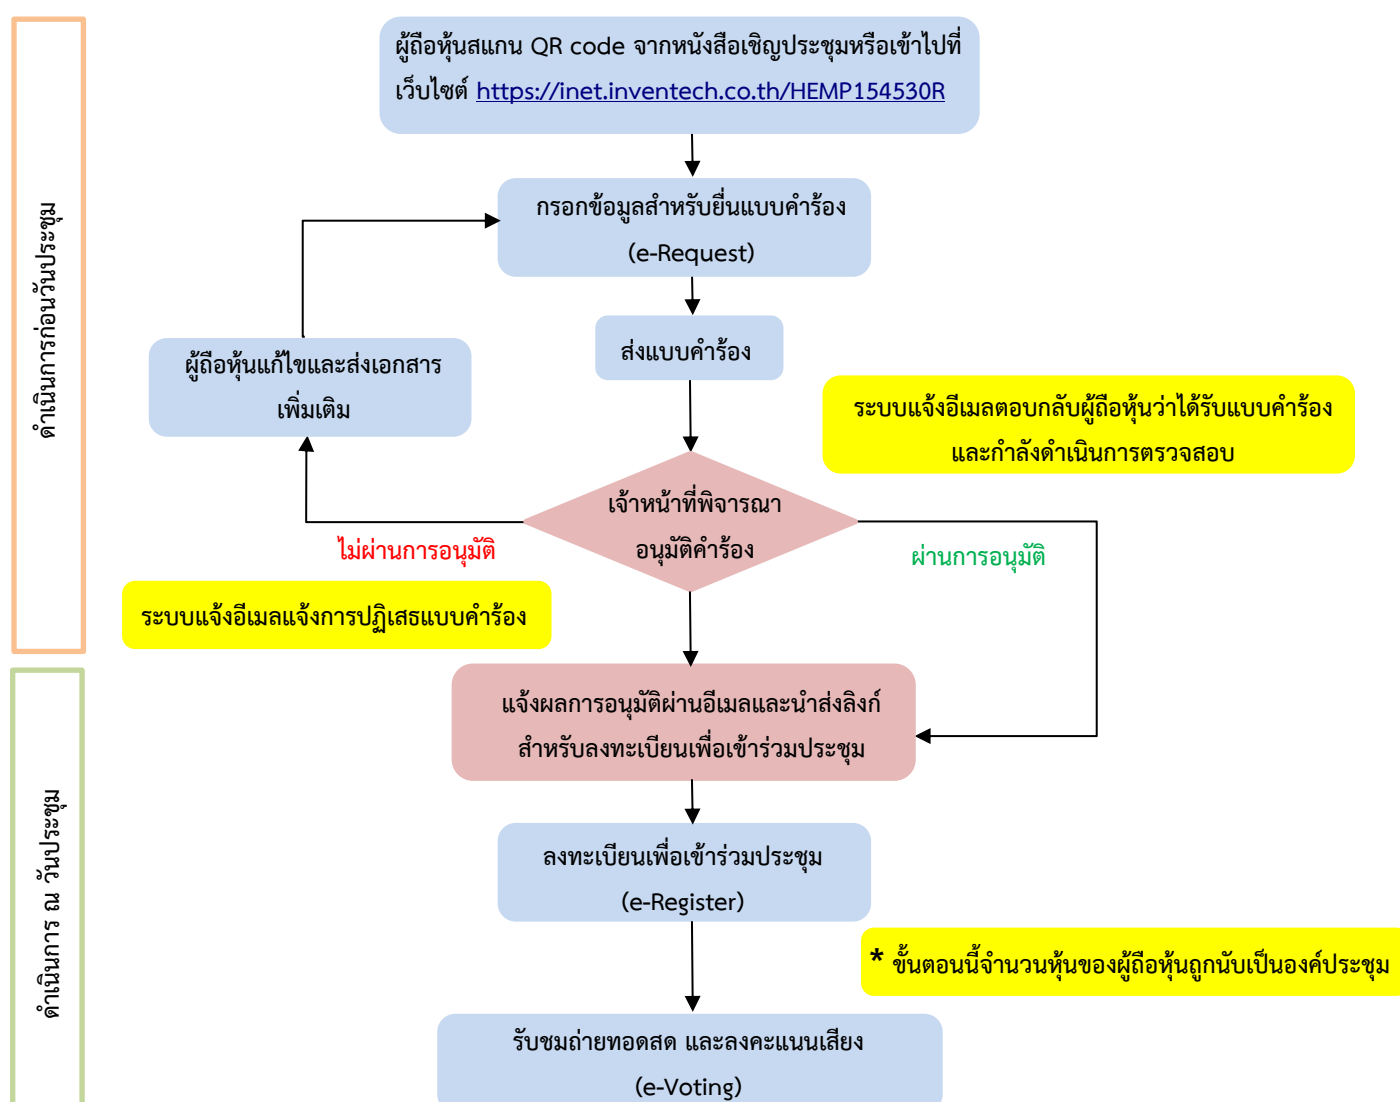 ดำเนินการก่อนวันประชุม
ผู้ถือหุ้นสแกน QR code จากหนังสือเชิญประชุมหรือเข้าไปที่
เว็บไซต์ https://inet.inventech.co.th/HEMP154530R
กรอกข้อมูลสำหรับยื่นแบบคำร้อง
(e-Request)
ส่งแบบคำร้อง
ผู้ถือหุ้นแก้ไขและส่งเอกสาร
เพิ่มเติม
ระบบแจ้งอีเมลตอบกลับผู้ถือหุ้นว่าได้รับแบบคำร้อง
และกำลังดำเนินการตรวจสอบ
เจ้าหน้าที่พิจารณา
อนุมัติคำร้อง
ไม่ผ่านการอนุมัติ
ผ่านการอนุมัติ
ระบบแจ้งอีเมลแจ้งการปฏิเสธแบบคำร้อง
ดำเนินการ ณ วันประชุม
แจ้งผลการอนุมัติผ่านอีเมลและนำส่งลิงก์
สำหรับลงทะเบียนเพื่อเข้าร่วมประชุม
ลงทะเบียนเพื่อเข้าร่วมประชุม
(e-Register)
* ขั้นตอนนี้จำนวนหุ้นของผู้ถือหุ้นถูกนับเป็นองค์ประชุม
รับชมถ่ายทอดสด และลงคะแนนเสียง
(e-Voting)